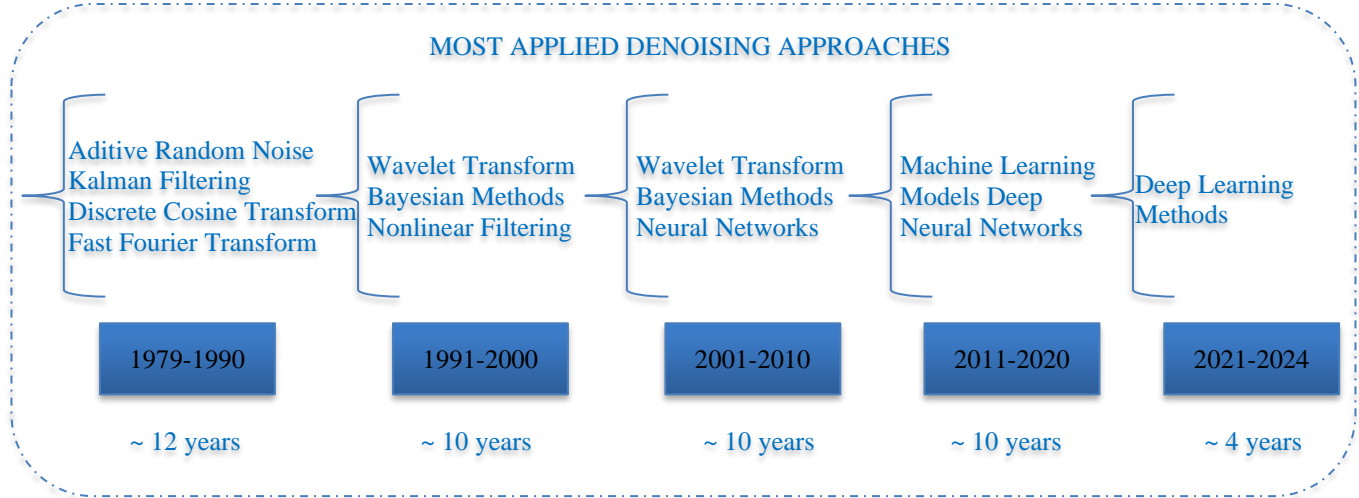 MOST APPLIED DENOISING APPROACHES
Aditive Random Noise
Kalman Filtering
Discrete Cosine Transform
Fast Fourier Transform
Wavelet Transform
Bayesian Methods
Nonlinear Filtering
Wavelet Transform
Bayesian Methods
Neural Networks
Machine Learning
Models Deep
Neural Networks
Deep Learning
Methods
1979-1990
1991-2000
2001-2010
2011-2020
2021-2024
~ 12 years
~ 10 years
~ 10 years
~ 10 years
~ 4 years